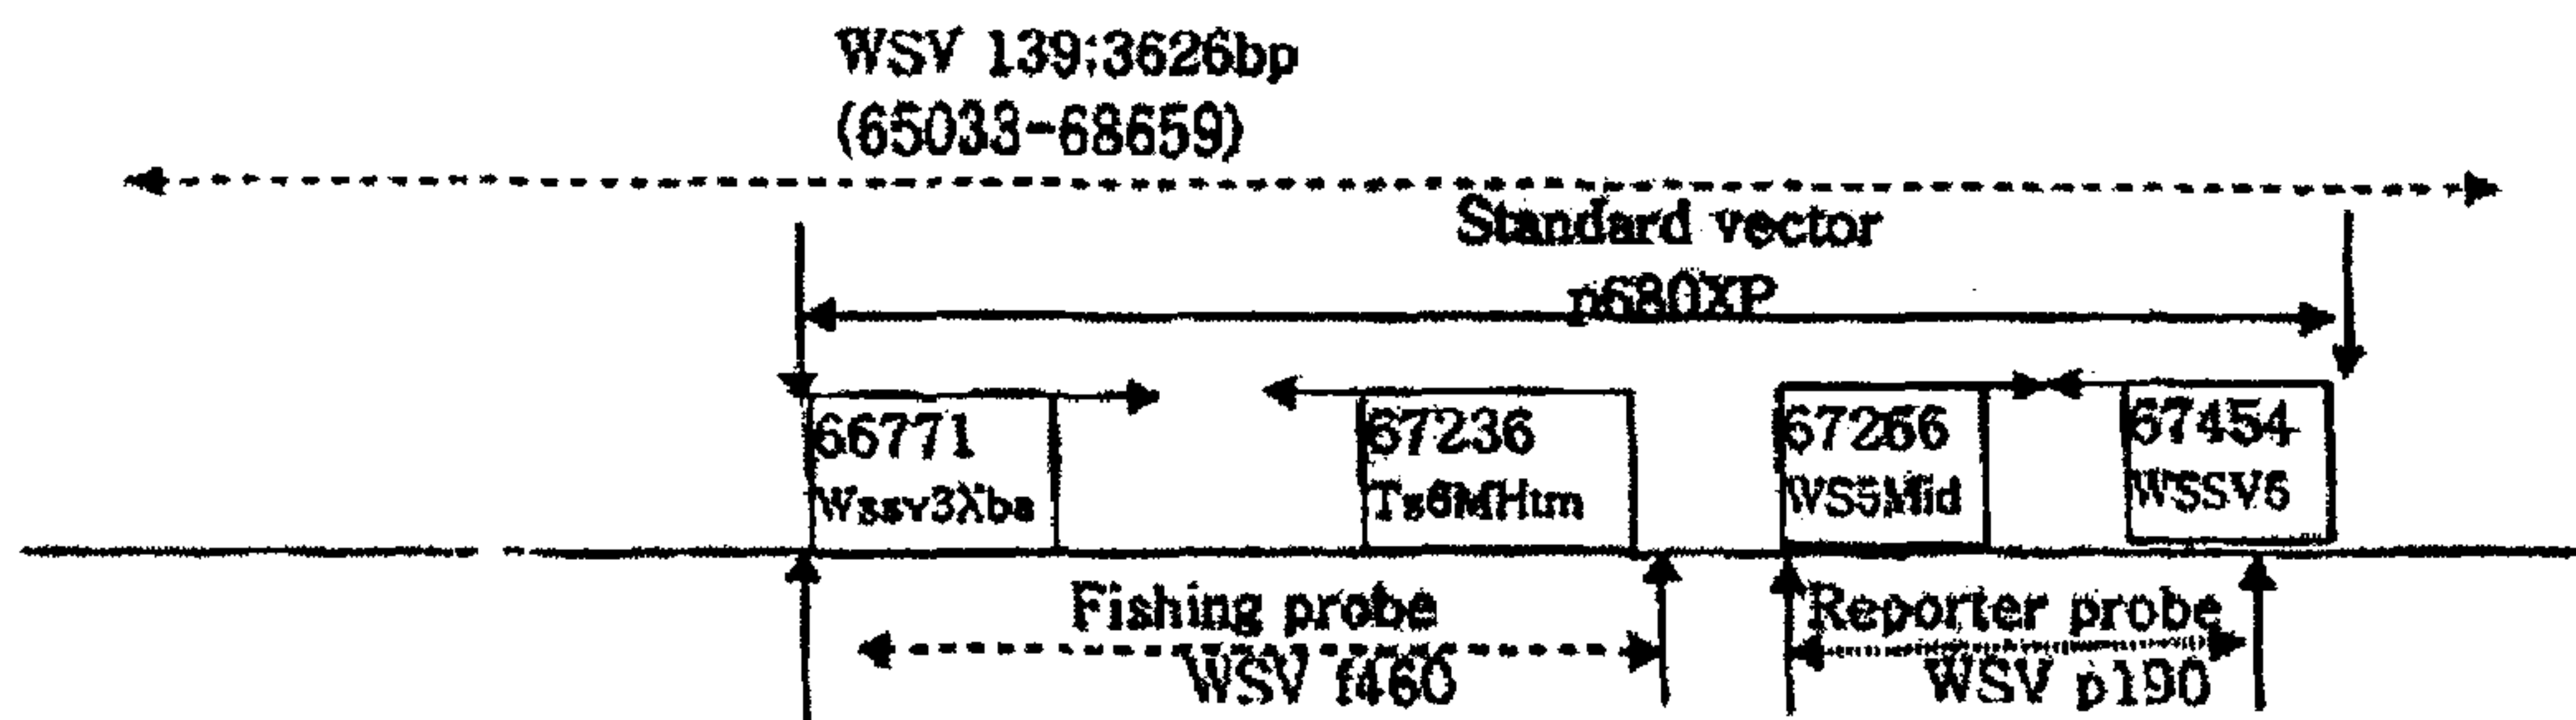 WSV 139:3626bp
(65033-68659)
Standard vector
p680XP
66771
Wssv3Xba
67236
Ts6MHtm
67266
WS5Mid
67454
WSSV6
Fishing probe
WSV f460
Reporter probe
WSV p190